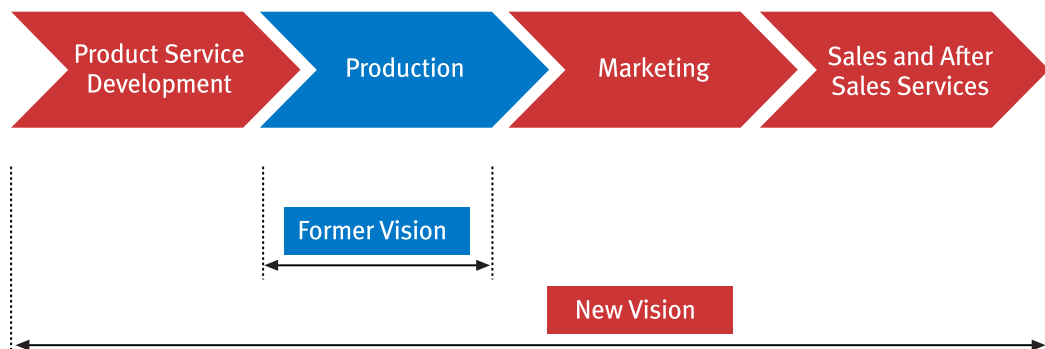 Product Service
Development
Production
Marketing
Sales and After
Sales Services
Former Vision
New Vision